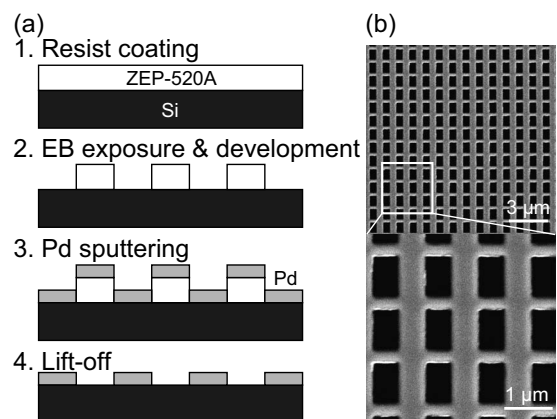 (a)
1. Resist coating
ZEP-520A
Si
2. EB exposure & development
3. Pd sputtering
Pd
4. Lift-off
(b)
3 μm
1 μm